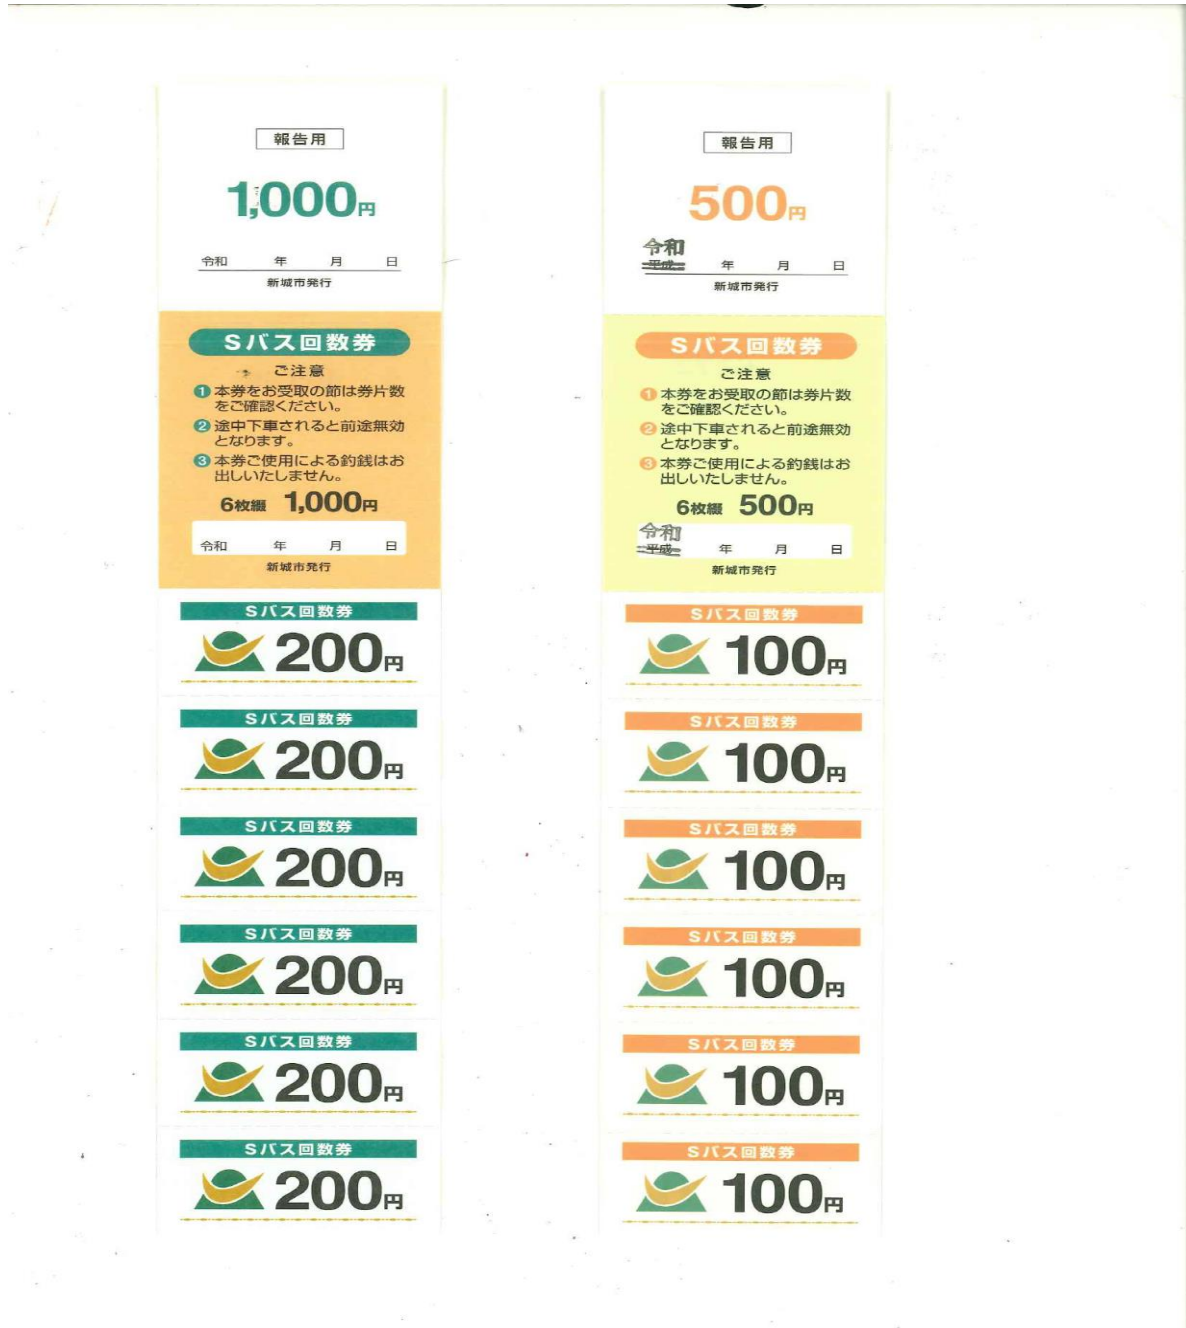 報告用
1,000円
令和 年 月 日
新城市発行
Sバス回数券
ご注意
1 本券をお受取の節は券片数
をご確認ください。
2 途中下車されると前途無効
となります。
3 本券ご使用による釣銭はお
出しいたしません。
6枚綴 1,000円
令和 年 月 日
新城市発行
Sバス回数券
200円
Sバス回数券
200円
Sバス回数券
200円
Sバス回数券
200円
Sバス回数券
200円
Sバス回数券
200円
報告用
500円
令和
平成 年 月 日
新城市発行
Sバス回数券
ご注意
1 本券をお受取の節は券片数
をご確認ください。
2 途中下車されると前途無効
となります。
3 本券ご使用による釣銭はお
出しいたしません。
6枚綴 500円
令和
平成 年 月 日
新城市発行
Sバス回数券
100円
Sバス回数券
100円
Sバス回数券
100円
Sバス回数券
100円
Sバス回数券
100円
Sバス回数券
100円